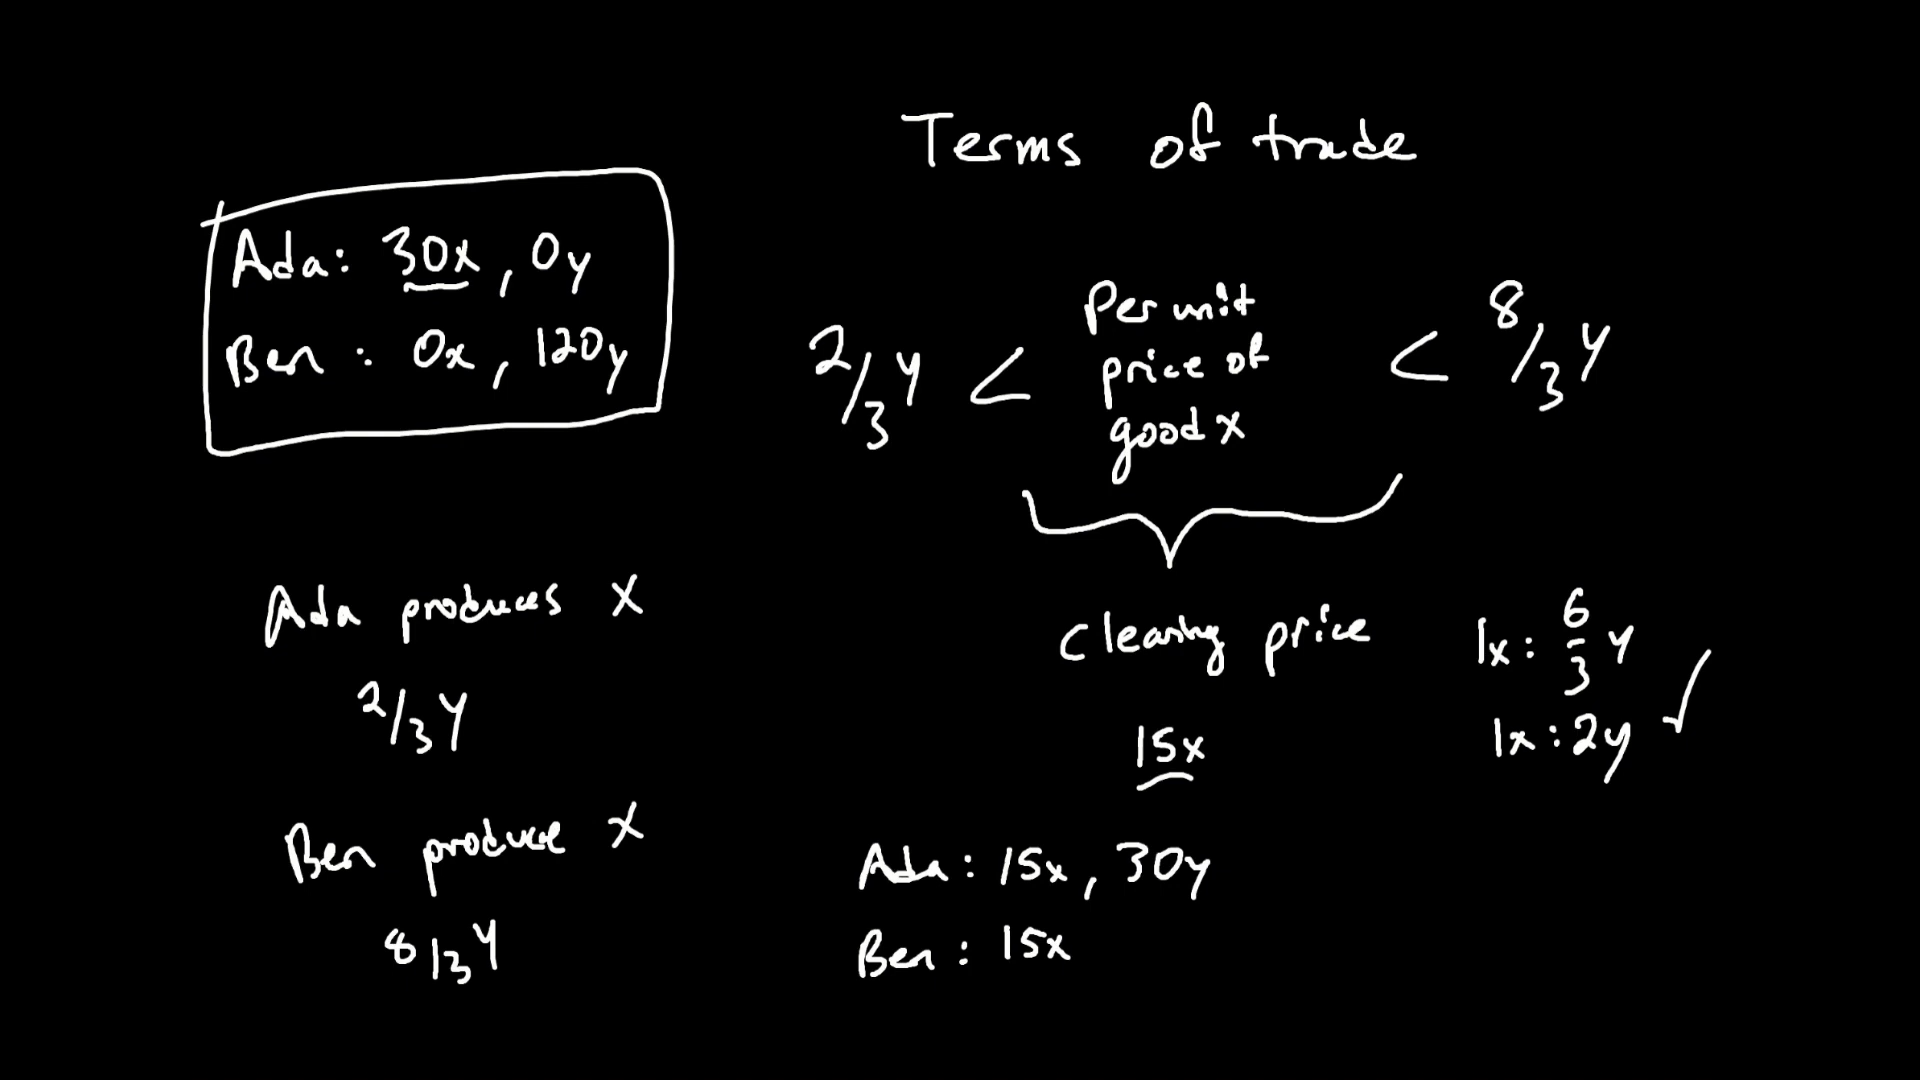 Terms of trade
Ada: 30x, 0y
Ben: 0x, 120y
2/3 y < Per unit price of good x < 8/3 y
Ada produces x
2/3 y
Ben produce x
8/3 y
Clearing price
1x: 6/3 y
1x: 2y ✓
15x
Ada: 15x, 30y
Ben: 15x